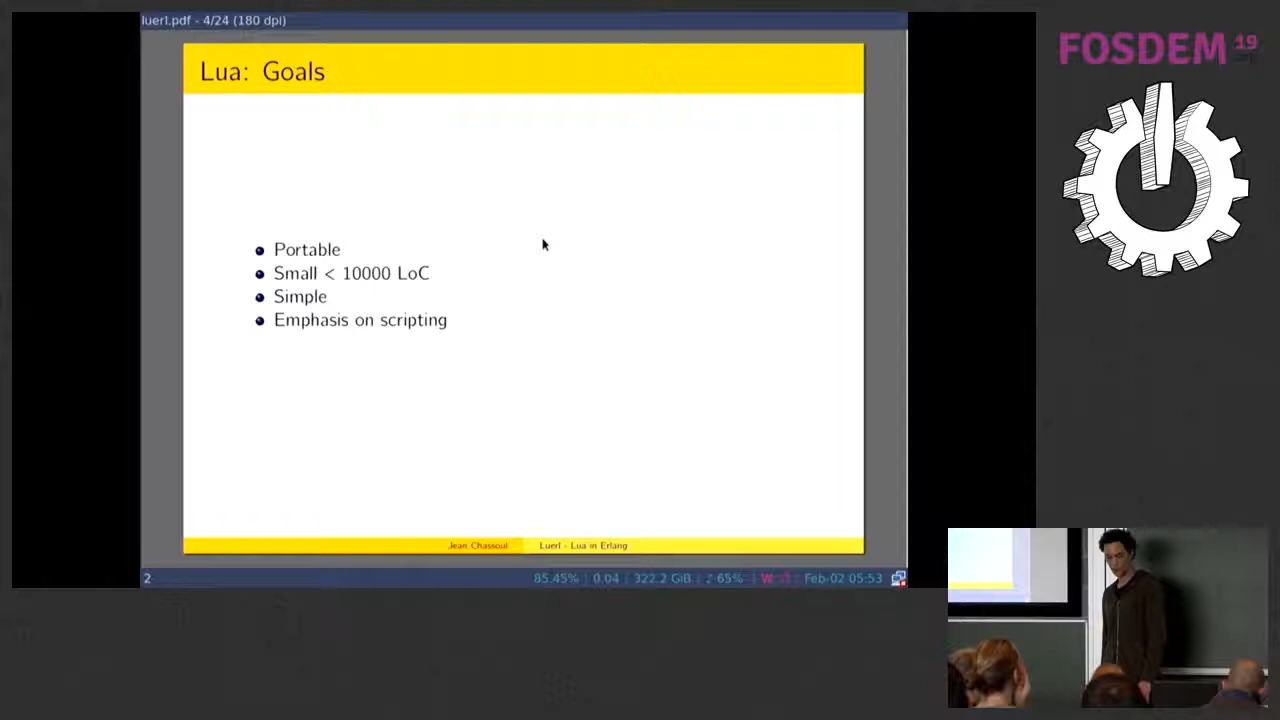 luerl.pdf - 4/24 (180 dpi)
FOSDEM 19
Lua: Goals
Portable
Small < 10000 LoC
Simple
Emphasis on scripting
Jean Chassoul
Luerl - Lua in Erlang
2
85.45% | 0.04 | 322.2 GiB | ♪65% | W | Feb-02 05:53